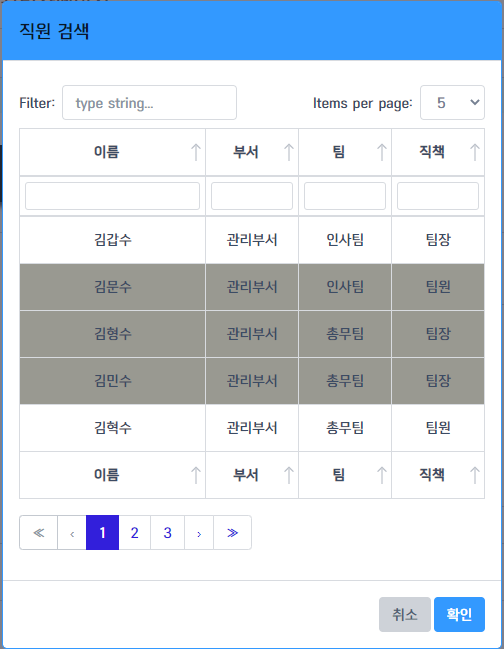 직원 검색
Filter: type string... Items per page: 5
이름 ↑ 부서 ↑ 팀 ↑ 직책 ↑
김갑수 관리부서 인사팀 팀장
김문수 관리부서 인사팀 팀원
김형수 관리부서 총무팀 팀장
김민수 관리부서 총무팀 팀장
김혁수 관리부서 총무팀 팀원
이름 ↑ 부서 ↑ 팀 ↑ 직책 ↑
≪ ‹ 1 2 3 › ≫
취소 확인